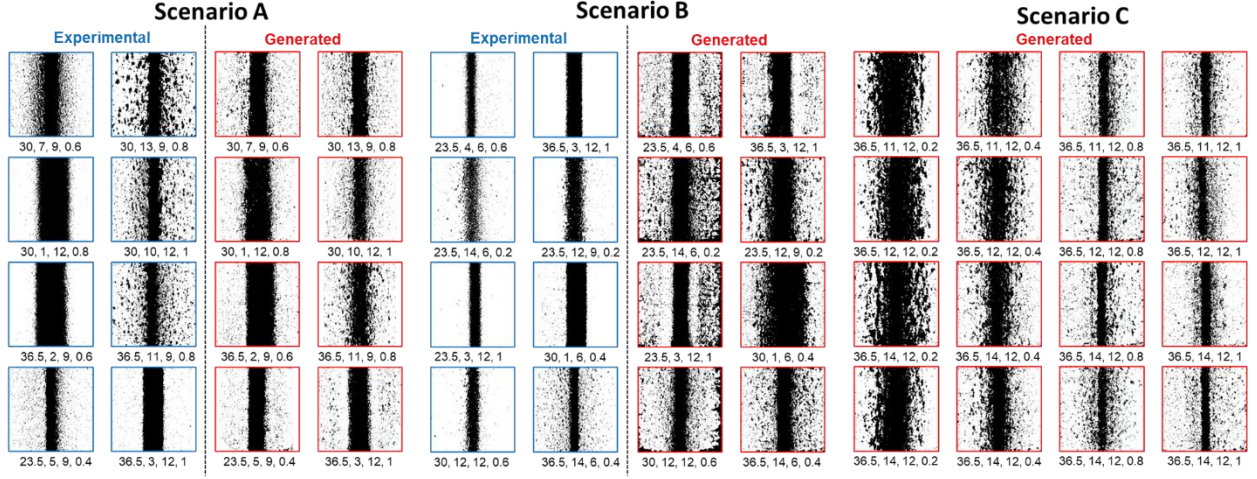 Scenario A
Scenario B
Scenario C
Experimental
Generated
Experimental
Generated
Generated
30, 7, 9, 0.6
30, 13, 9, 0.8
30, 7, 9, 0.6
30, 13, 9, 0.8
23.5, 4, 6, 0.6
36.5, 3, 12, 1
23.5, 4, 6, 0.6
36.5, 3, 12, 1
36.5, 11, 12, 0.2
36.5, 11, 12, 0.4
36.5, 11, 12, 0.8
36.5, 11, 12, 1
30, 1, 12, 0.8
30, 10, 12, 1
30, 1, 12, 0.8
30, 10, 12, 1
23.5, 14, 6, 0.2
23.5, 12, 9, 0.2
23.5, 14, 6, 0.2
23.5, 12, 9, 0.2
36.5, 12, 12, 0.2
36.5, 12, 12, 0.4
36.5, 12, 12, 0.8
36.5, 12, 12, 1
36.5, 2, 9, 0.6
36.5, 11, 9, 0.8
36.5, 2, 9, 0.6
36.5, 11, 9, 0.8
23.5, 3, 12, 1
30, 1, 6, 0.4
23.5, 3, 12, 1
30, 1, 6, 0.4
36.5, 14, 12, 0.2
36.5, 14, 12, 0.4
36.5, 14, 12, 0.8
36.5, 14, 12, 1
23.5, 5, 9, 0.4
36.5, 3, 12, 1
23.5, 5, 9, 0.4
36.5, 3, 12, 1
30, 12, 12, 0.6
36.5, 14, 6, 0.4
30, 12, 12, 0.6
36.5, 14, 6, 0.4
36.5, 14, 12, 0.2
36.5, 14, 12, 0.4
36.5, 14, 12, 0.8
36.5, 14, 12, 1